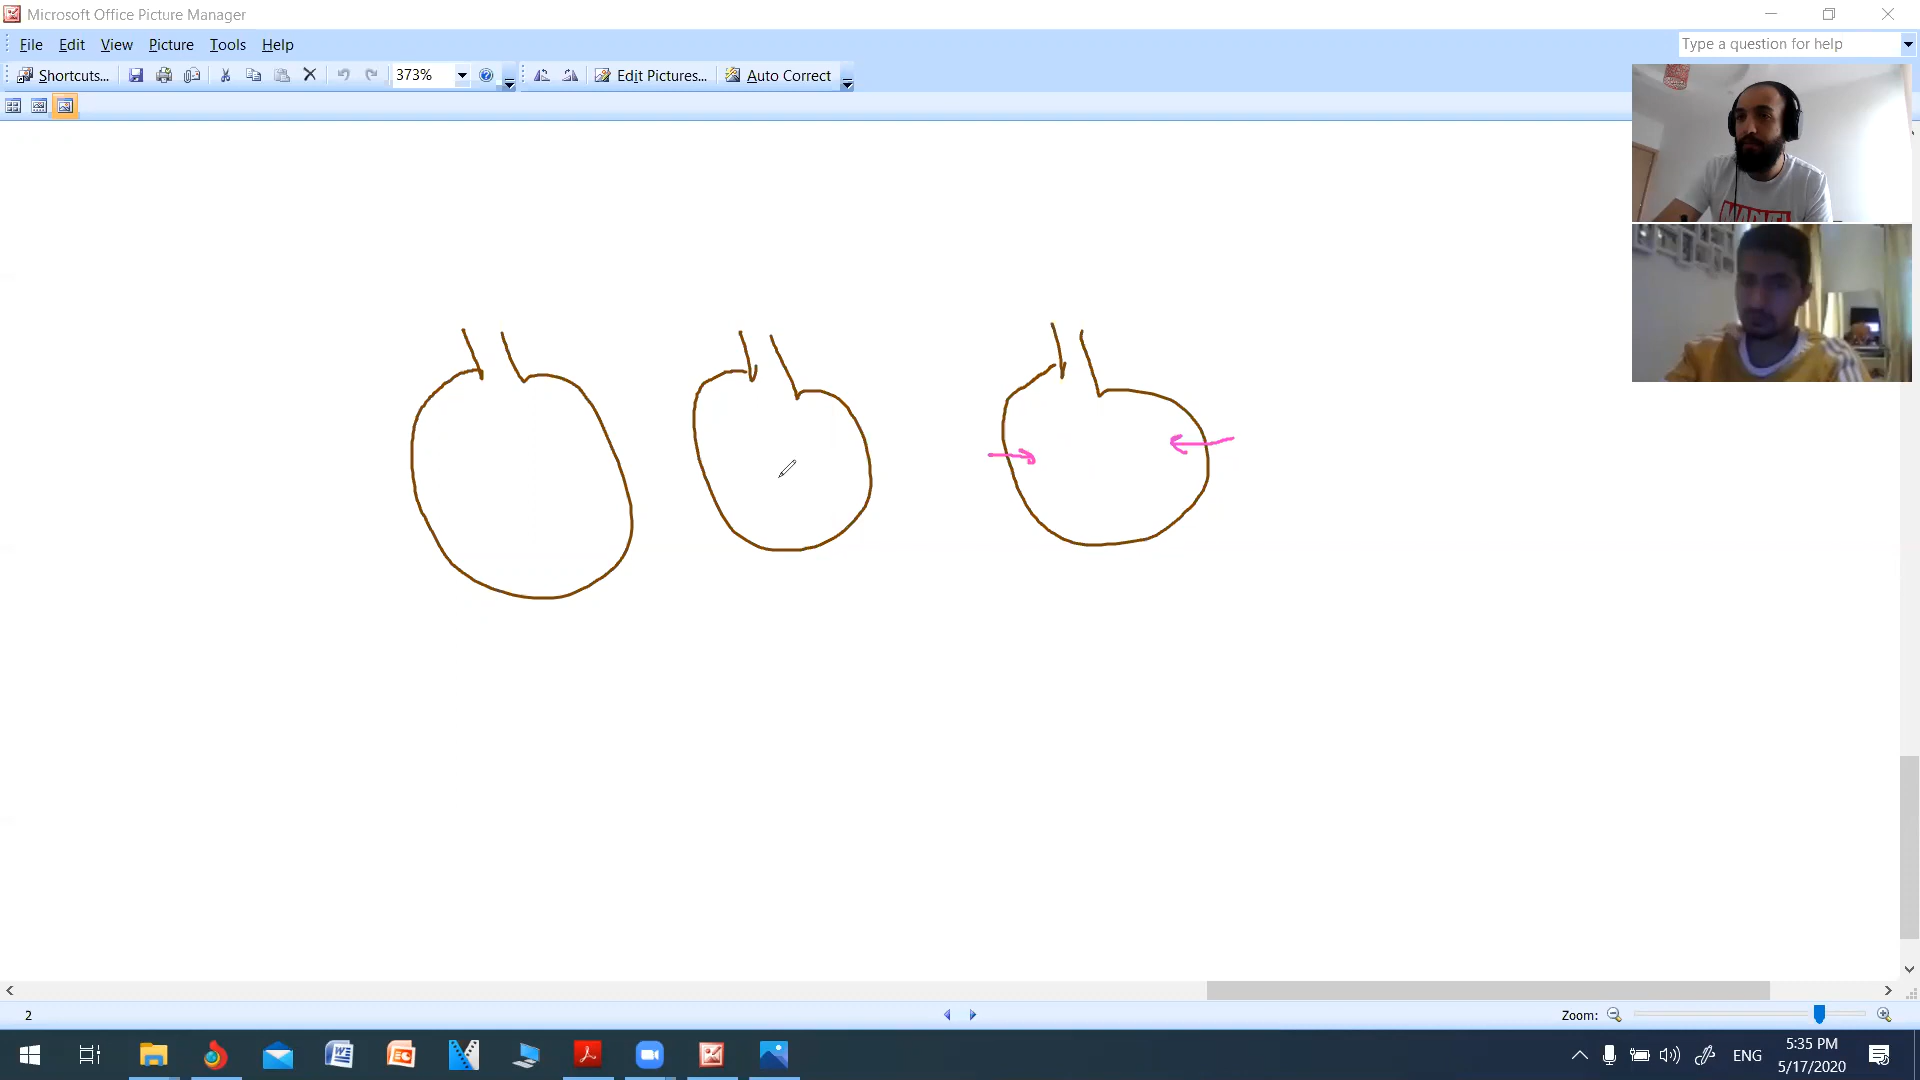 Microsoft Office Picture Manager
File Edit View Picture Tools Help
Type a question for help
Shortcuts... 373% Edit Pictures... Auto Correct
MARVEL
2
Zoom:
ENG
5:35 PM
5/17/2020